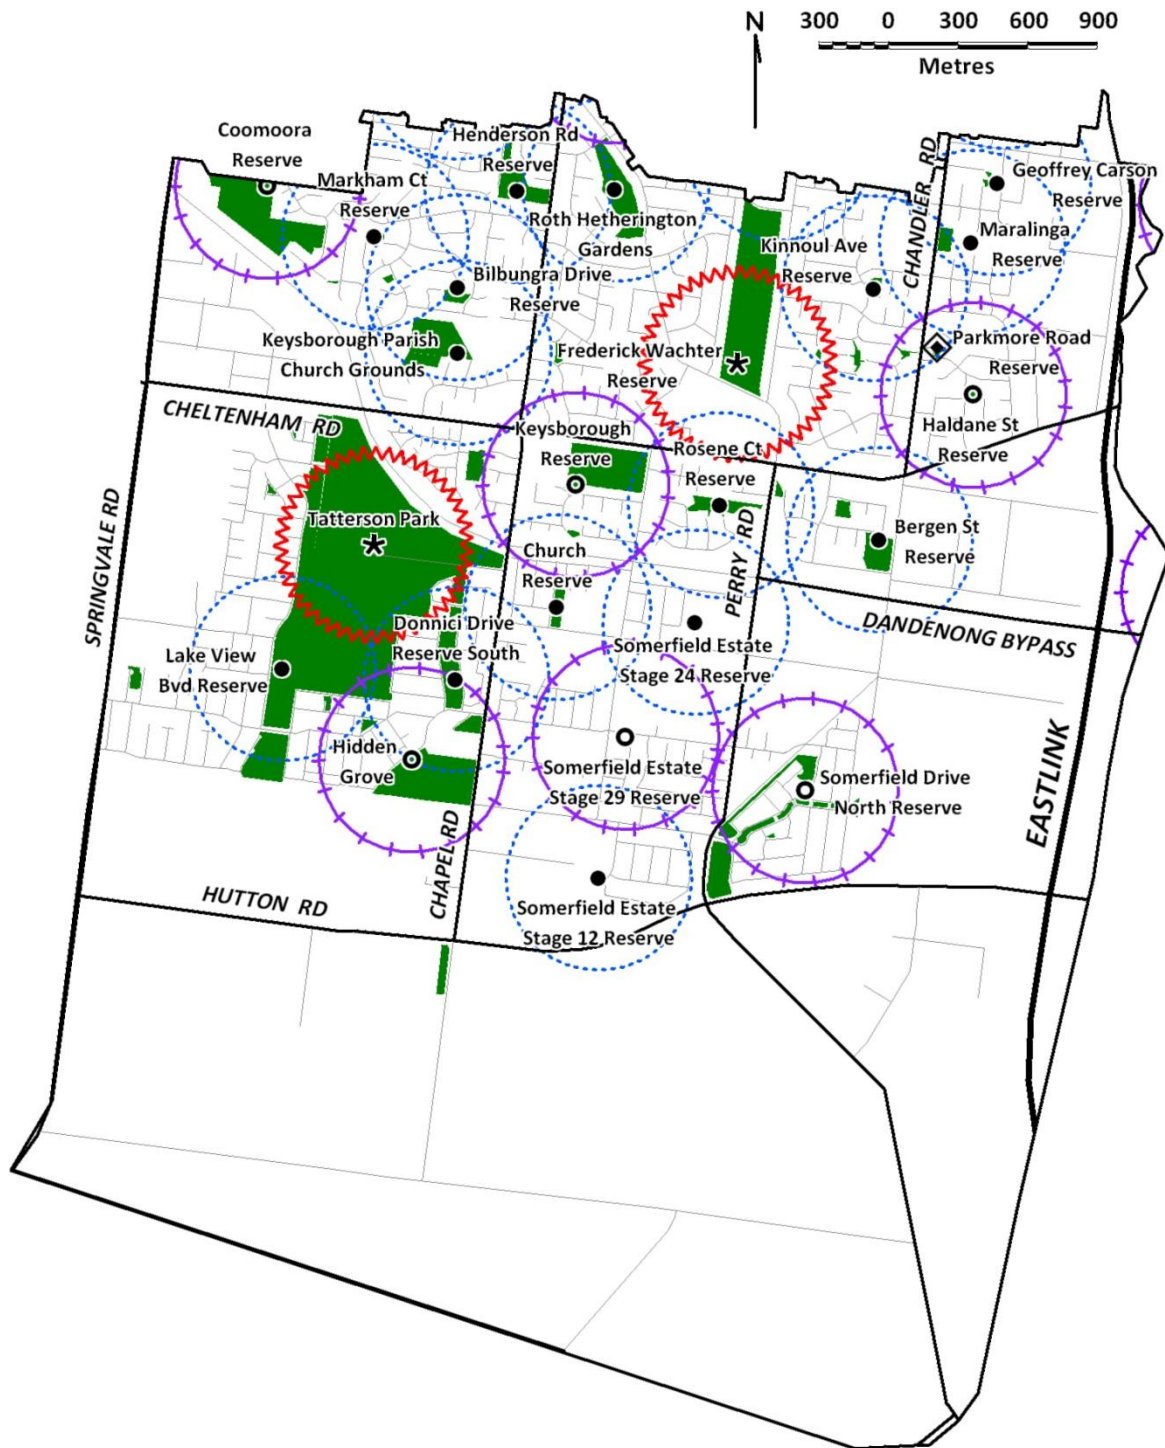 N
300 0 300 600 900
Metres
Coomoora
Reserve
Henderson Rd
Reserve
Markham Ct
Reserve
Roth Hetherington
Gardens
CHANDLER RD
Geoffrey Carson
Reserve
Maralinga
Reserve
Kinnoul Ave
Reserve
Bilbungra Drive
Reserve
Keysborough Parish
Church Grounds
Frederick Wachter
Reserve
Parkmore Road
Reserve
Haldane St
Reserve
CHELTENHAM RD
Keysborough
Reserve
Rosene Ct
Reserve
SPRINGVALE RD
Tatterson Park
Church
Reserve
PERRY RD
Bergen St
Reserve
DANDENONG BYPASS
Donnici Drive
Reserve South
Lake View
Bvd Reserve
Somerfield Estate
Stage 24 Reserve
Hidden
Grove
Somerfield Estate
Stage 29 Reserve
Somerfield Drive
North Reserve
EASTLINK
CHAPEL RD
HUTTON RD
Somerfield Estate
Stage 12 Reserve